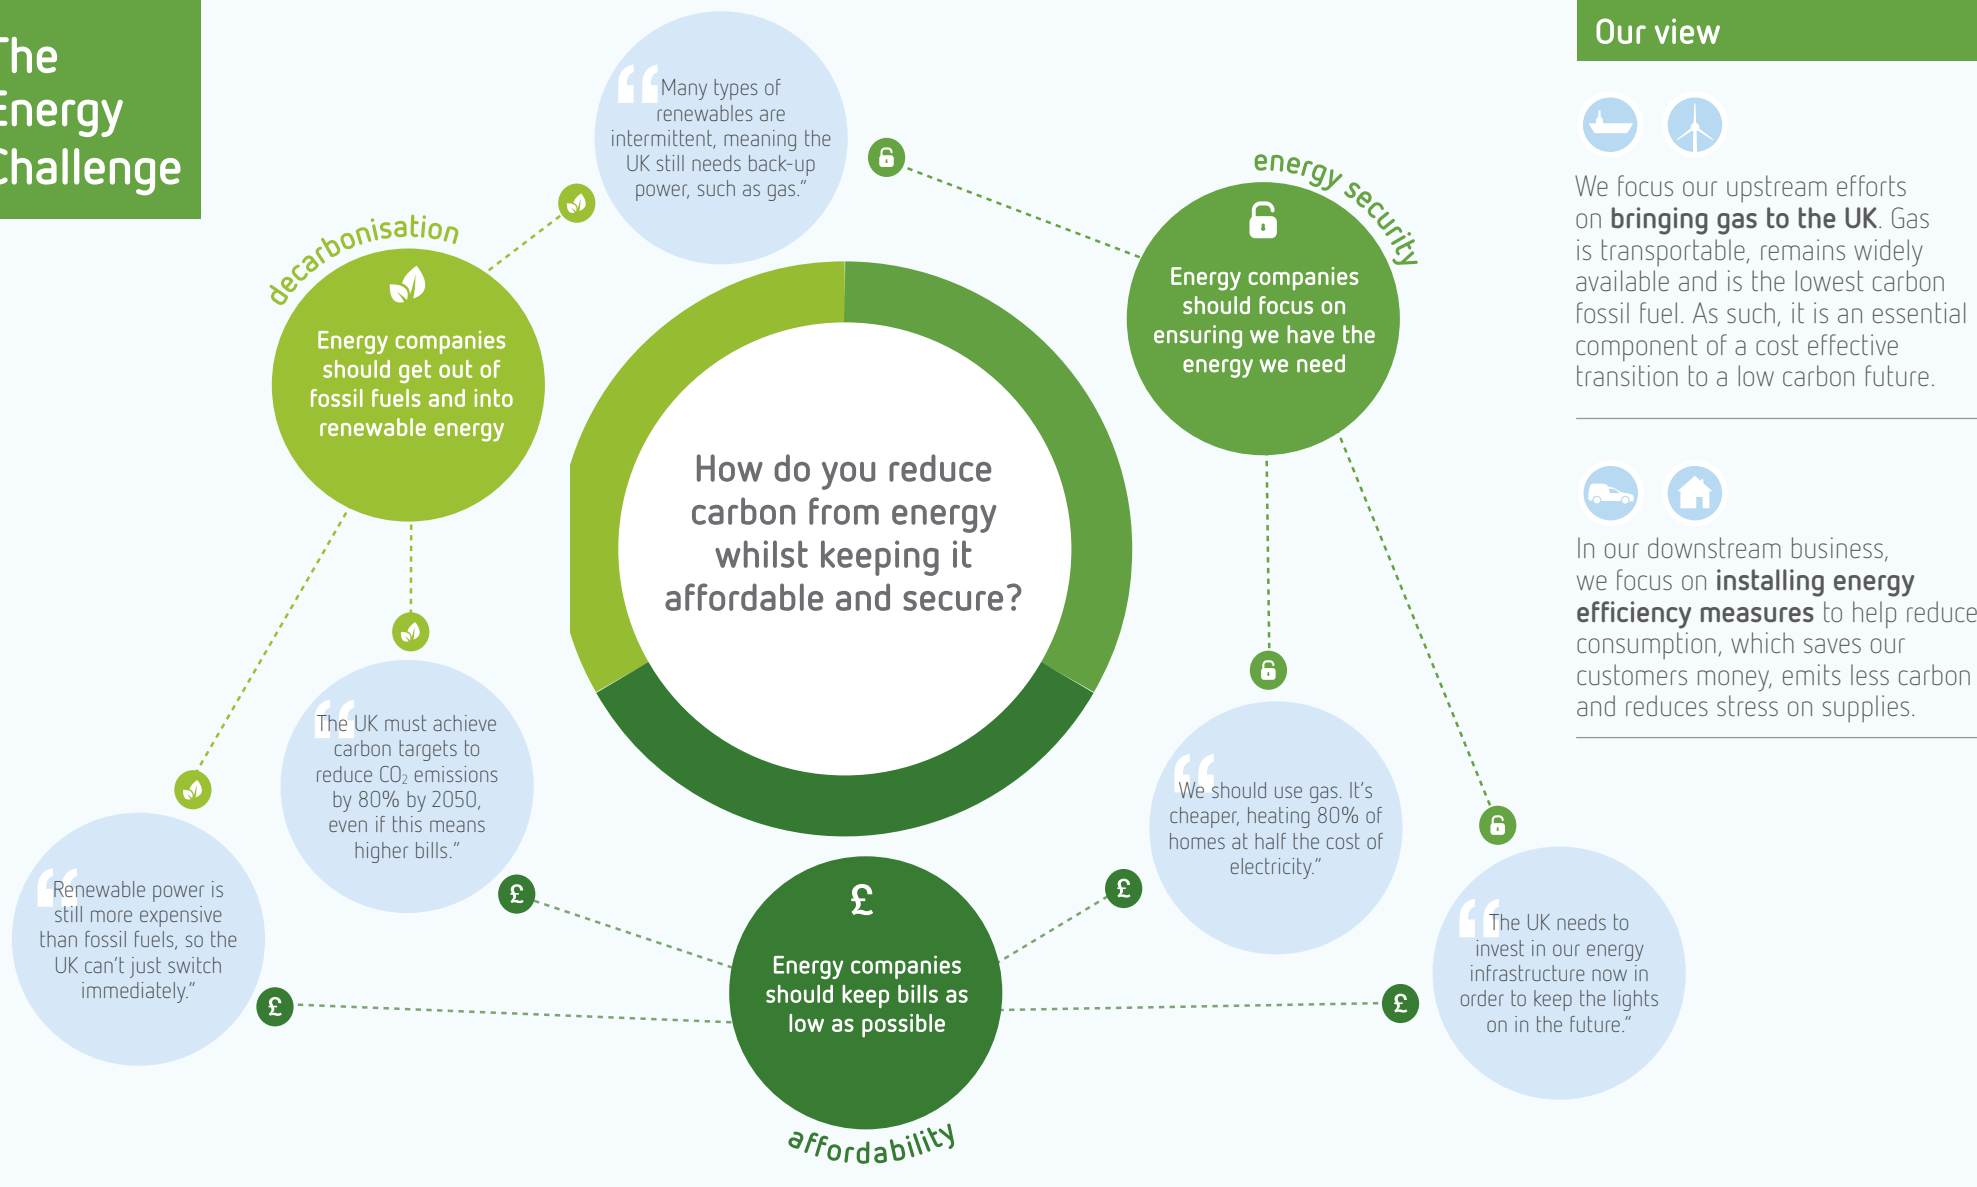 The
Energy
Challenge
“Many types of
renewables are
intermittent, meaning the
UK still needs back-up
power, such as gas.”
decarbonisation
Energy companies
should get out of
fossil fuels and into
renewable energy
energy security
Energy companies
should focus on
ensuring we have the
energy we need
How do you reduce
carbon from energy
whilst keeping it
affordable and secure?
“The UK must achieve
carbon targets to
reduce CO₂ emissions
by 80% by 2050,
even if this means
higher bills.”
“Renewable power is
still more expensive
than fossil fuels, so the
UK can't just switch
immediately.”
“We should use gas. It's
cheaper, heating 80% of
homes at half the cost of
electricity.”
“The UK needs to
invest in our energy
infrastructure now in
order to keep the lights
on in the future.”
£
£
£
£
£
Energy companies
should keep bills as
low as possible
affordability
Our view
We focus our upstream efforts
on bringing gas to the UK. Gas
is transportable, remains widely
available and is the lowest carbon
fossil fuel. As such, it is an essential
component of a cost effective
transition to a low carbon future.
In our downstream business,
we focus on installing energy
efficiency measures to help reduce
consumption, which saves our
customers money, emits less carbon
and reduces stress on supplies.